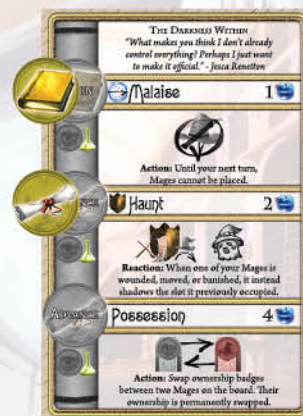 The Darkness Within
"What makes you think I don't already
control everything? Perhaps I just want
to make it official." - Jesca Renetton
Malaise 1
Action: Until your next turn,
Mages cannot be placed.
Haunt 2
Reaction: When one of your Mages is
wounded, moved, or banished, it instead
shadows the slot it previously occupied.
Advance
Possession 4
Action: Swap ownership badges
between two Mages on the board. Their
ownership is permanently swapped.